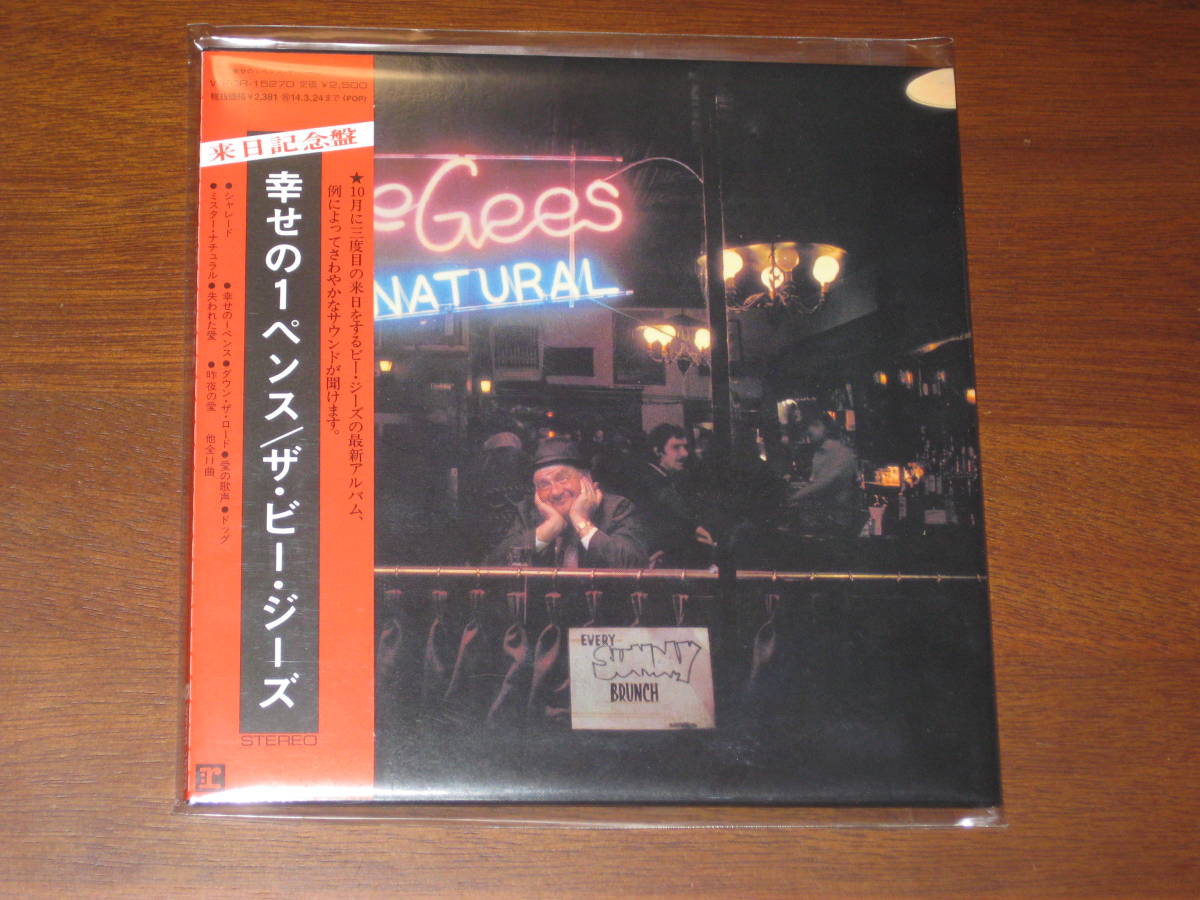 15270 定価¥2,500
税抜価格¥2,381 14.3.24まで (POP)
来日記念盤
幸せの1ペンス/ザ・ビー・ジーズ
●シャレード
●幸せの1ペンス●ダウン・ザ・ロード●愛の歌声●ドッグ
●ミスター・ナチュラル●失われた愛
●昨夜の愛
他全11曲
STEREO
r
★10月に三度目の来日をするビー・ジーズの最新アルバム、
例によってさわやかなサウンドが聞けます。
eGees
NATURAL
EVERY
SUNDAY
BRUNCH